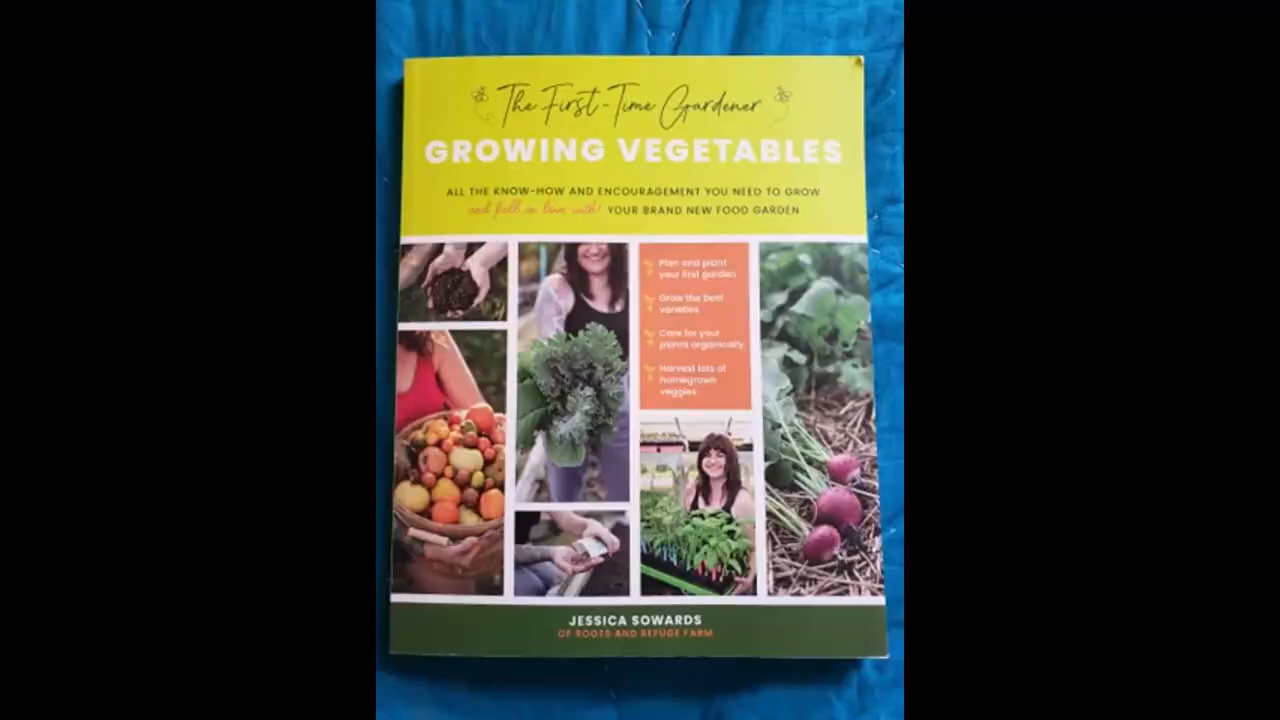 The First-Time Gardener
GROWING VEGETABLES
ALL THE KNOW-HOW AND ENCOURAGEMENT YOU NEED TO GROW
and fall in love with! YOUR BRAND NEW FOOD GARDEN
Plan and plant
your first garden
Grow the best
varieties
Care for your
plants organically
Harvest lots of
homegrown
veggies
JESSICA SOWARDS
OF ROOTS AND REFUGE FARM